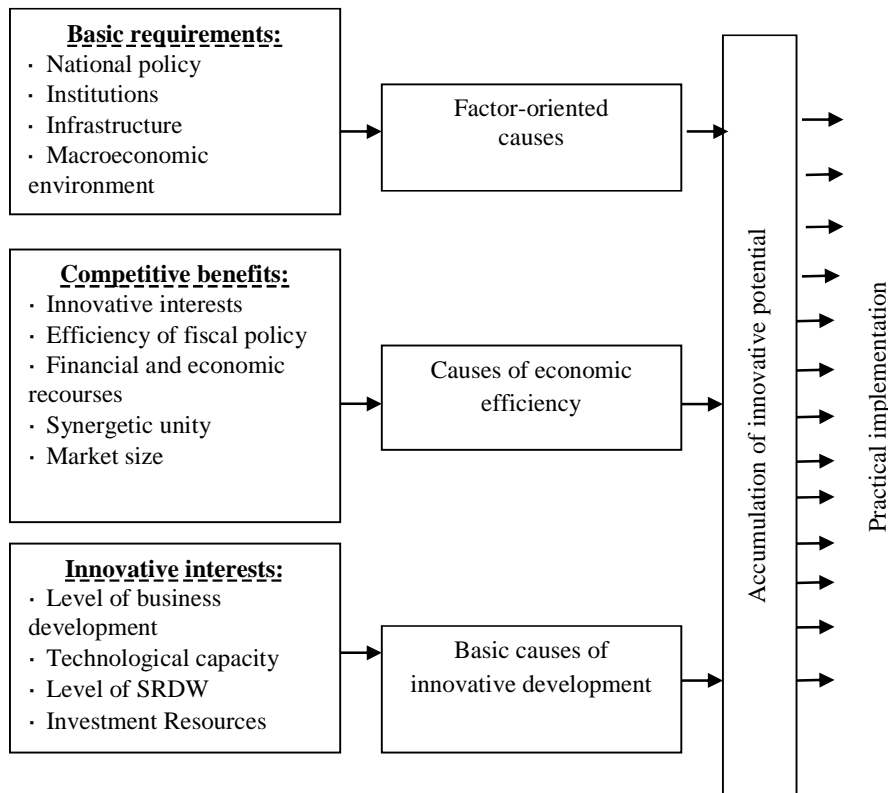 Basic requirements:
· National policy
· Institutions
· Infrastructure
· Macroeconomic
environment
Factor-oriented
causes
Competitive benefits:
· Innovative interests
· Efficiency of fiscal policy
· Financial and economic
recourses
· Synergetic unity
· Market size
Causes of economic
efficiency
Innovative interests:
· Level of business
development
· Technological capacity
· Level of SRDW
· Investment Resources
Basic causes of
innovative development
Accumulation of innovative potential
Practical implementation